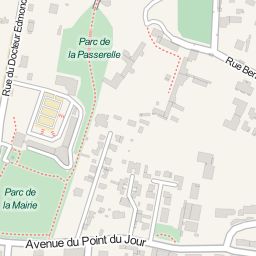 Rue du Docteur Edmond
Parc de
la Passerelle
Rue Ber
Parc de
la Mairie
Avenue du Point du Jour